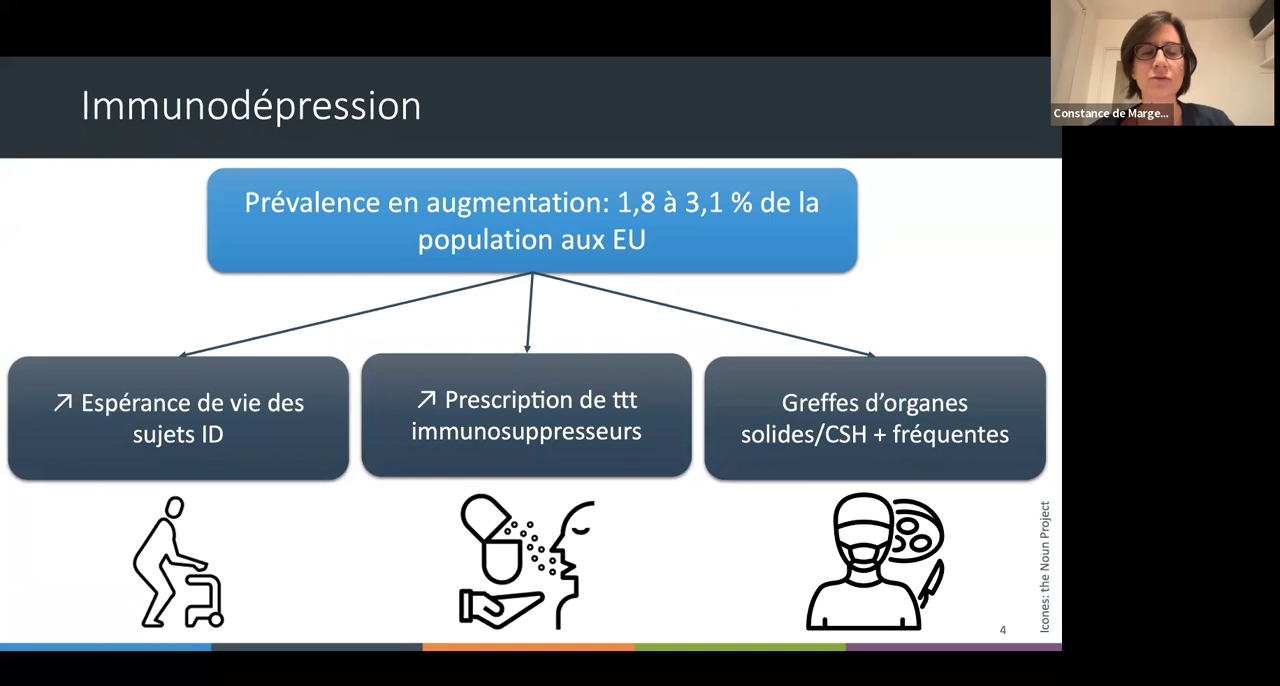 Immunodépression
Constance de Marge...
Prévalence en augmentation: 1,8 à 3,1 % de la
population aux EU
↗ Espérance de vie des
sujets ID
↗ Prescription de ttt
immunosuppresseurs
Greffes d’organes
solides/CSH + fréquentes
Icones: the Noun Project
4